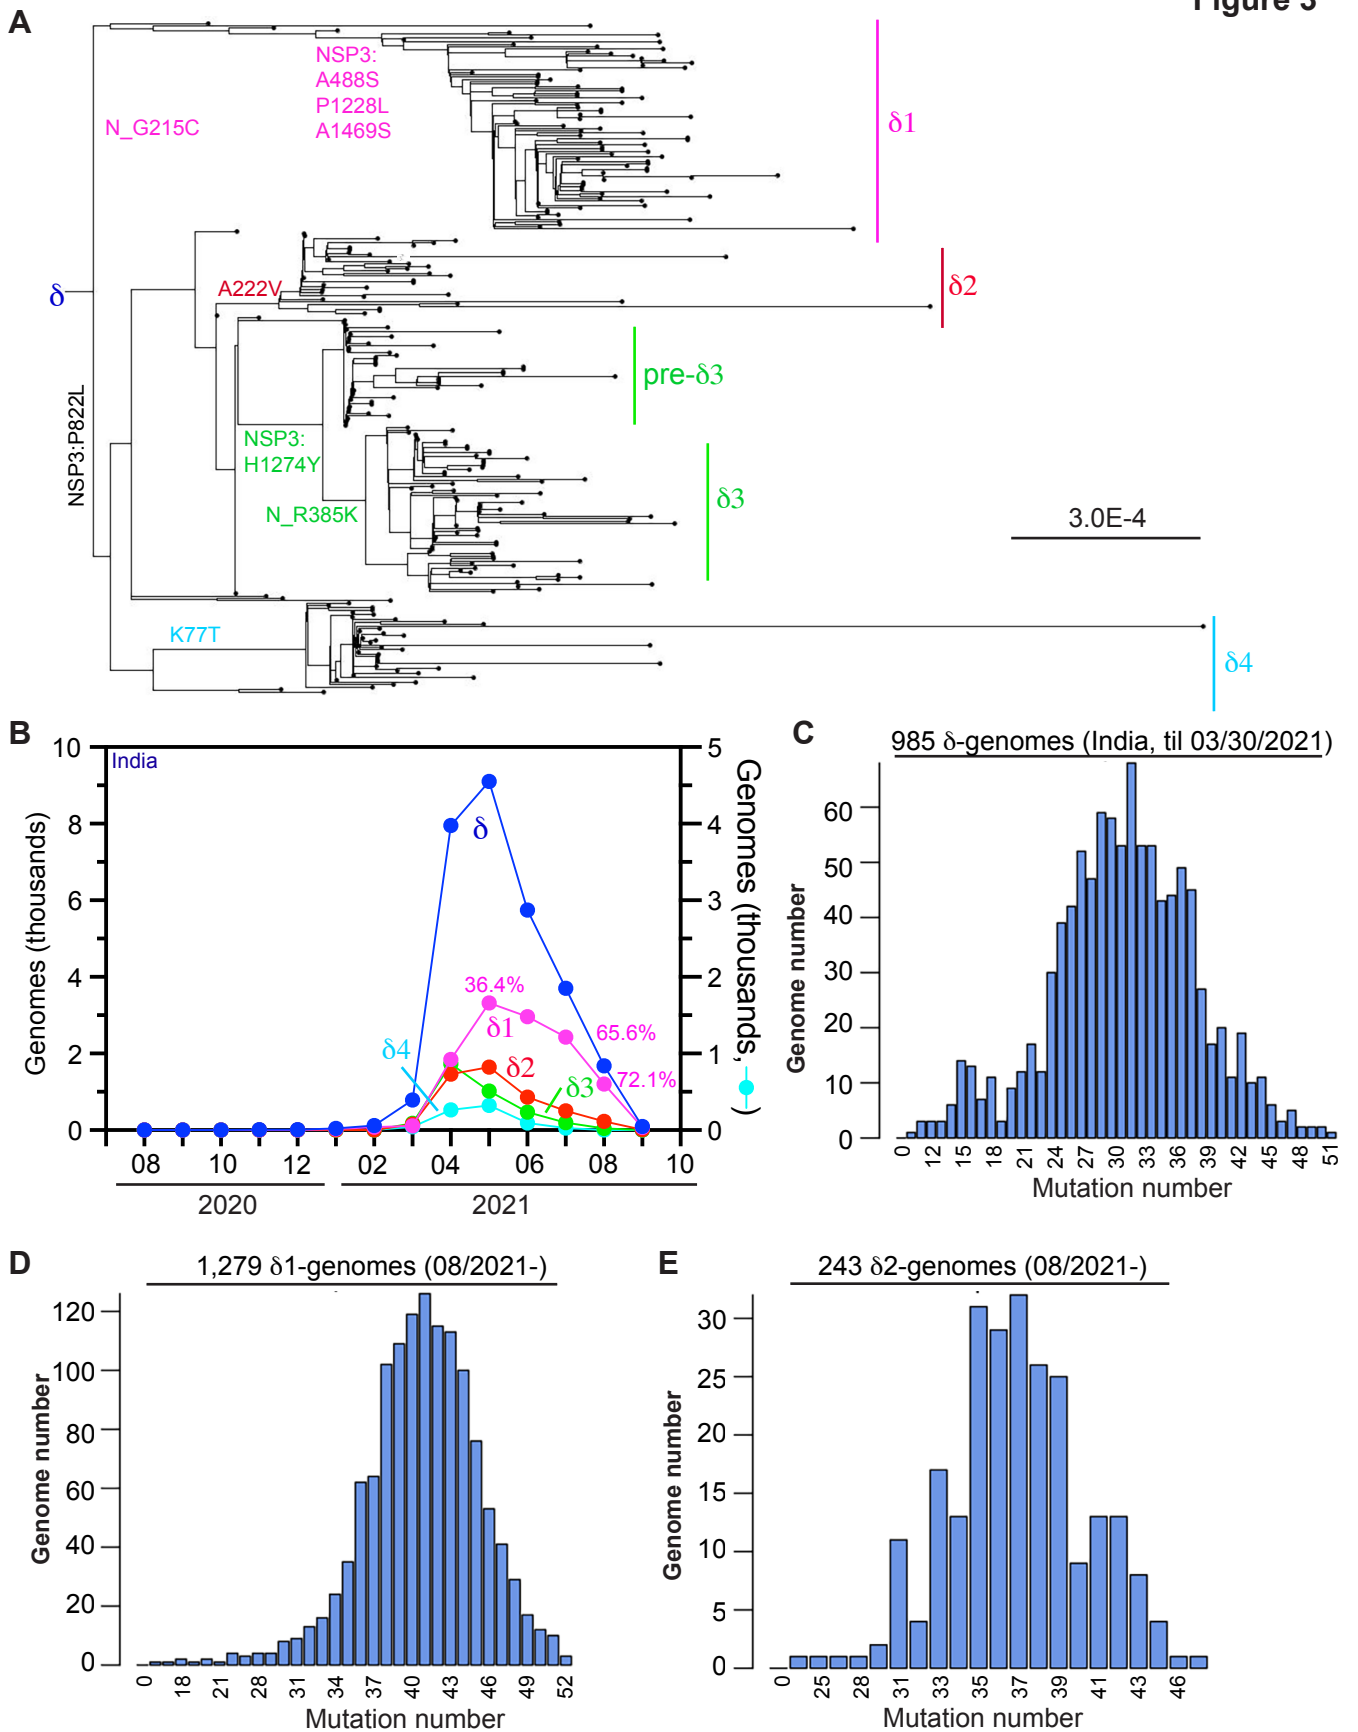 Figure 3
A
NSP3:
A488S
P1228L
A1469S
N_G215C
δ1
δ
A222V
δ2
pre-δ3
NSP3:P822L
NSP3:
H1274Y
N_R385K
δ3
3.0E-4
K77T
δ4
B
India
Genomes (thousands)
10
8
6
4
2
0
5
4
3
2
1
0
Genomes (thousands, )
δ
36.4%
δ1
65.6%
72.1%
δ4
δ2
δ3
08 10 12 02 04 06 08 10
2020 2021
C
985 δ-genomes (India, til 03/30/2021)
Genome number
60
50
40
30
20
10
0
0 12 15 18 21 24 27 30 33 36 39 42 45 48 51
Mutation number
D
1,279 δ1-genomes (08/2021-)
Genome number
120
100
80
60
40
20
0
0 18 21 28 31 34 37 40 43 46 49 52
Mutation number
E
243 δ2-genomes (08/2021-)
Genome number
30
25
20
15
10
5
0
0 25 28 31 33 35 37 39 41 43 46
Mutation number